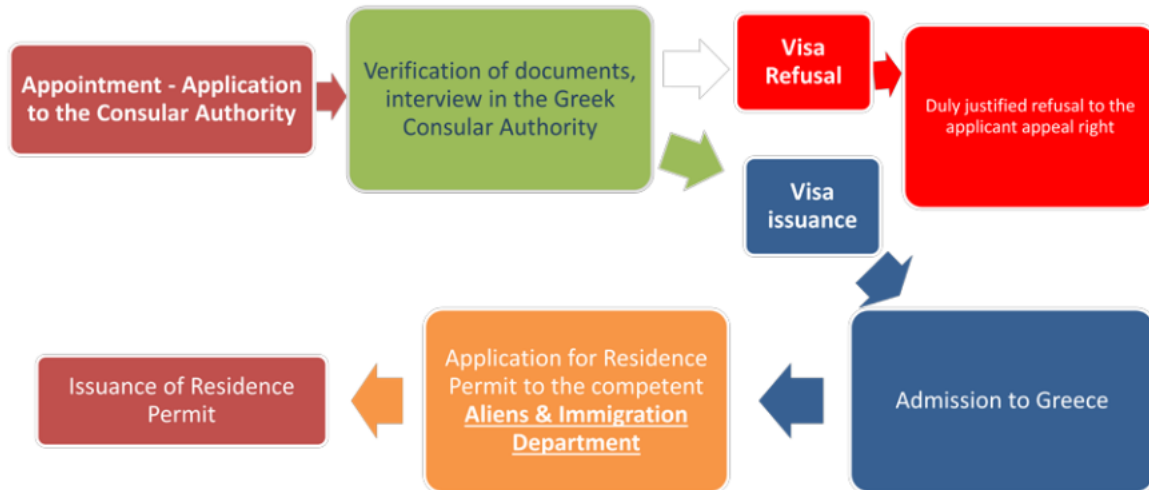 Appointment - Application
to the Consular Authority
Verification of documents,
interview in the Greek
Consular Authority
Visa
Refusal
Duly justified refusal to the
applicant appeal right
Visa
issuance
Admission to Greece
Application for Residence
Permit to the competent
Aliens & Immigration
Department
Issuance of Residence
Permit